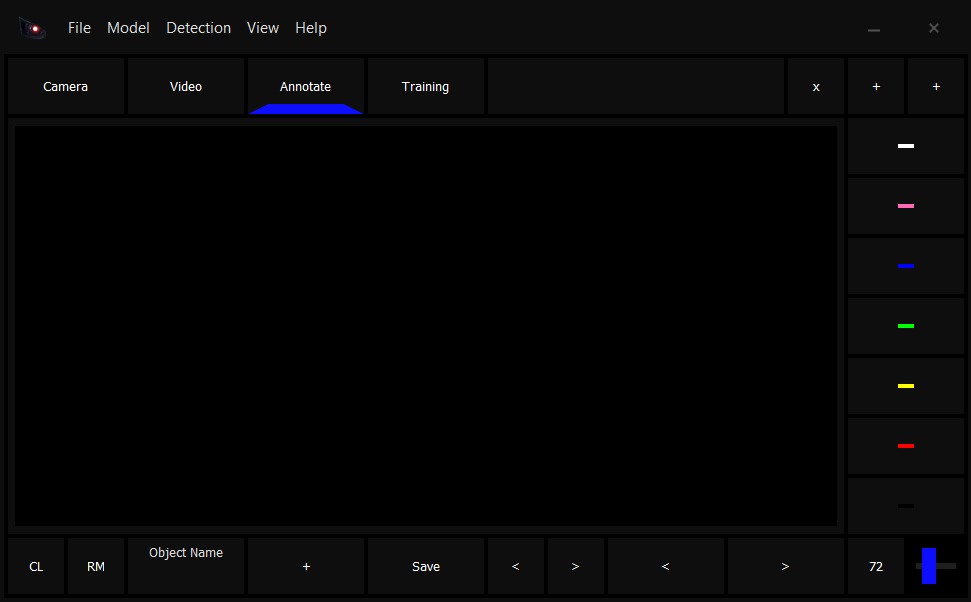 File Model Detection View Help
Camera Video Annotate Training x + +
Object Name
CL RM + Save < > < > 72